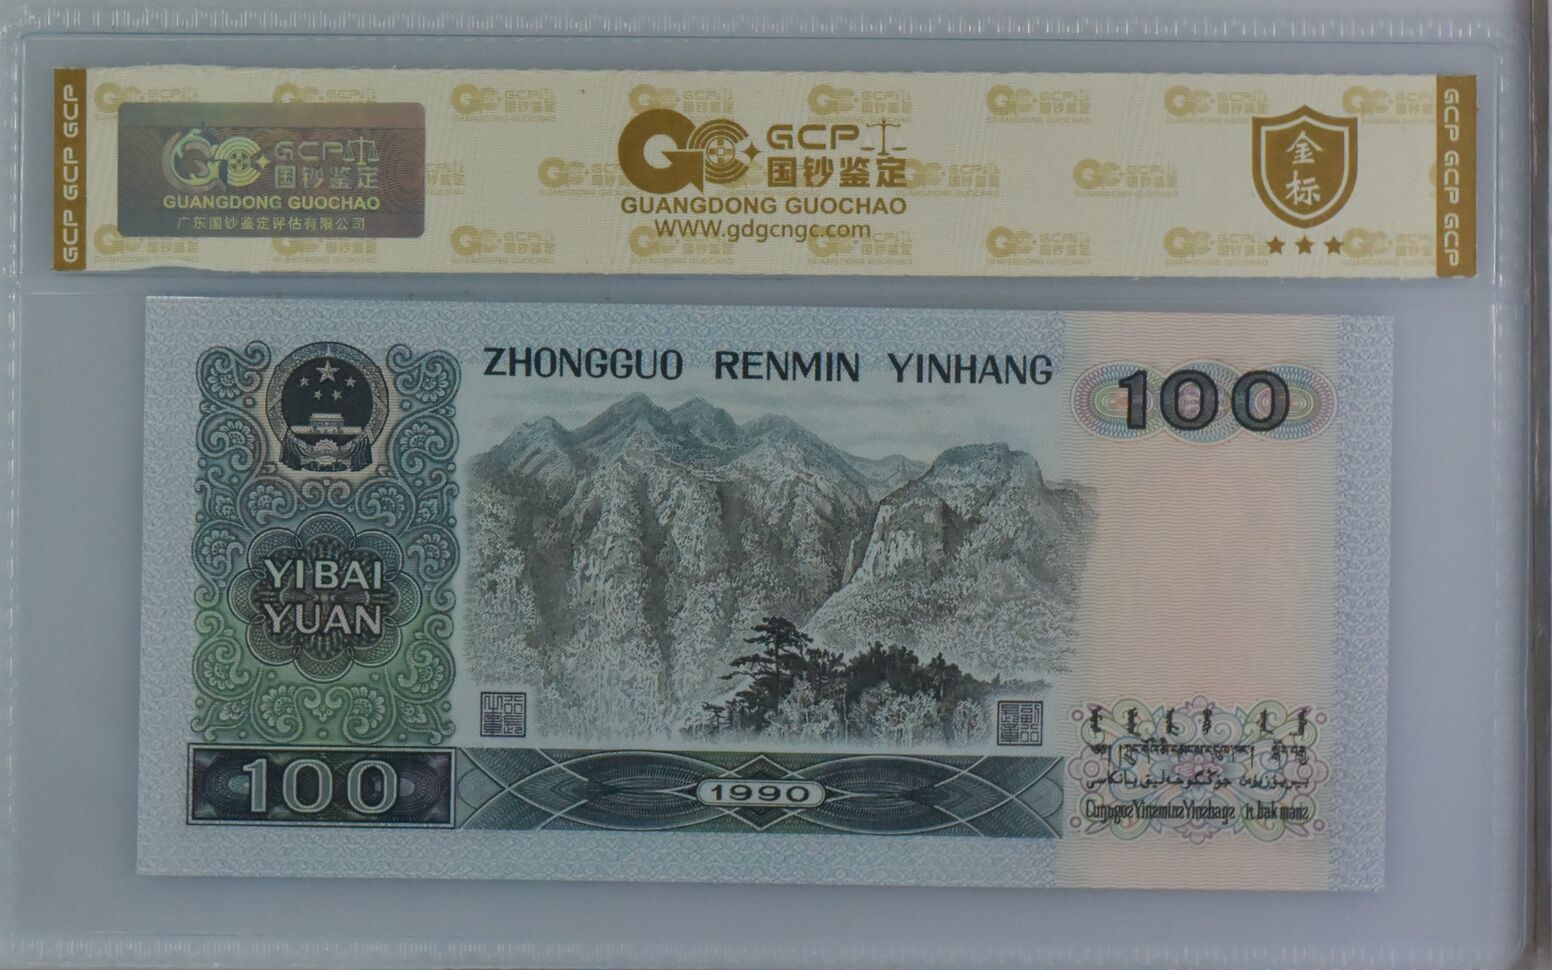 GCP GCP GCP
GCP
国钞鉴定
GUANGDONG GUOCHAO
广东国钞鉴定评估有限公司
GCP
国钞鉴定
GUANGDONG GUOCHAO
WWW.gdgcngc.com
金
标
GCP GCP GCP
ZHONGGUO RENMIN YINHANG
100
YI BAI
YUAN
100
1990